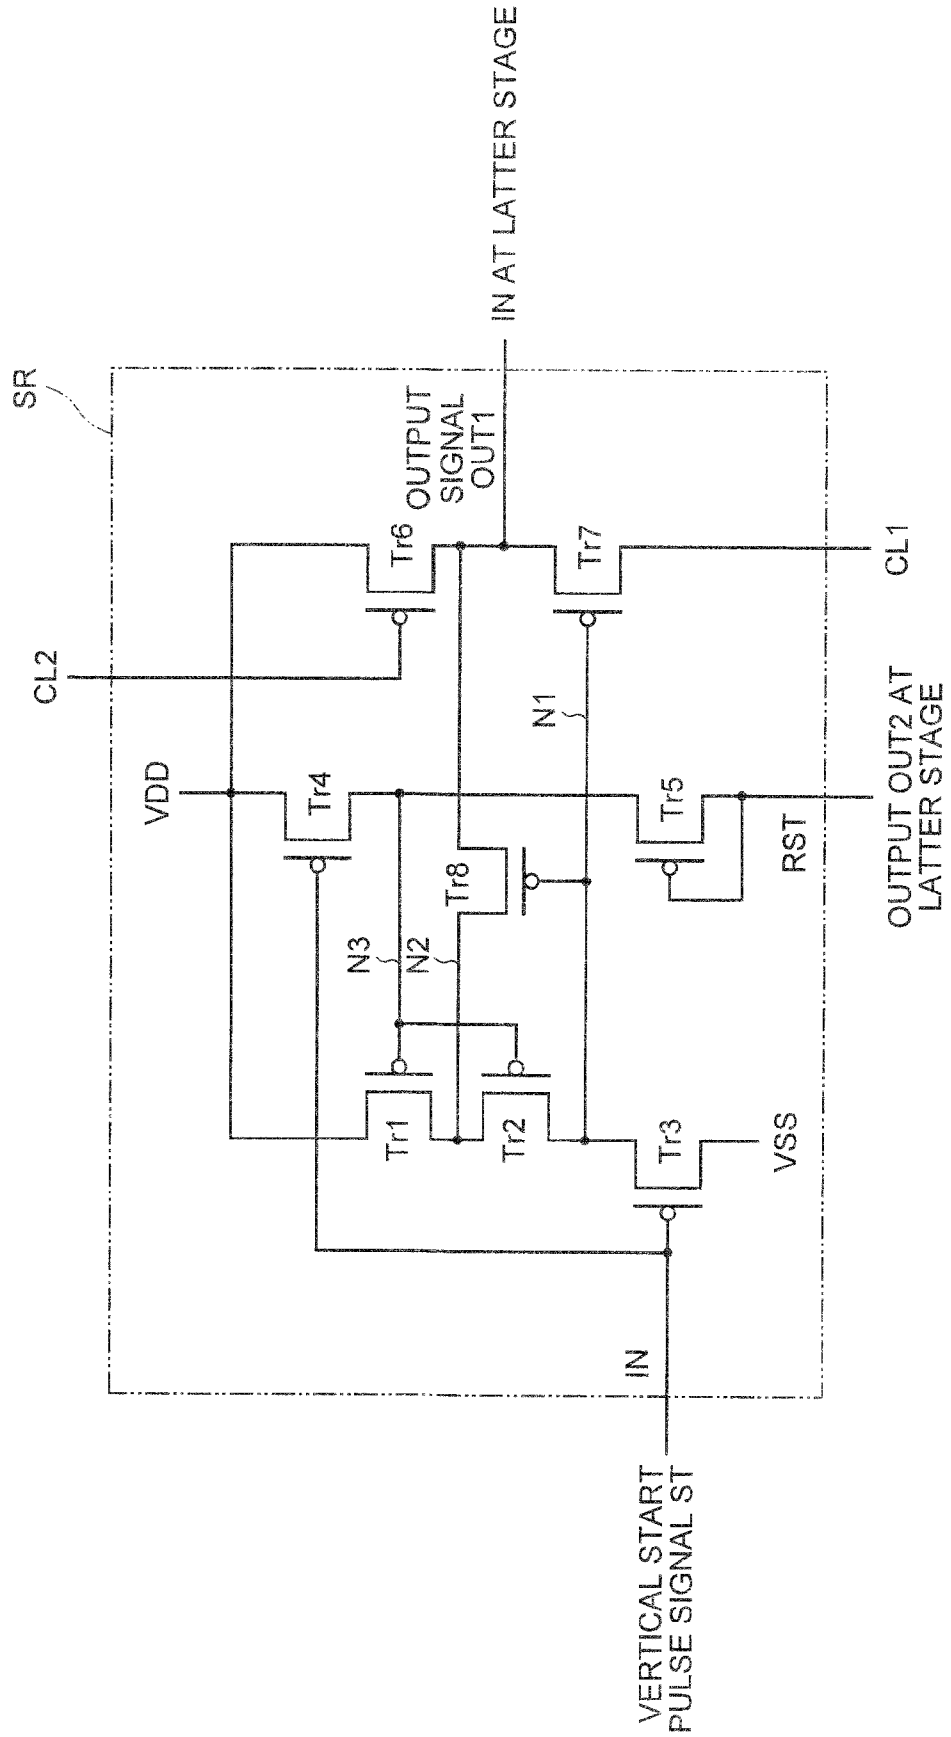 SR
CL2
VDD
Tr4
Tr6
OUTPUT
SIGNAL
OUT1
IN AT LATTER STAGE
N3
N2
Tr8
N1
Tr1
Tr2
Tr3
Tr5
Tr7
IN
VSS
RST
CL1
VERTICAL START
PULSE SIGNAL ST
OUTPUT OUT2 AT
LATTER STAGE